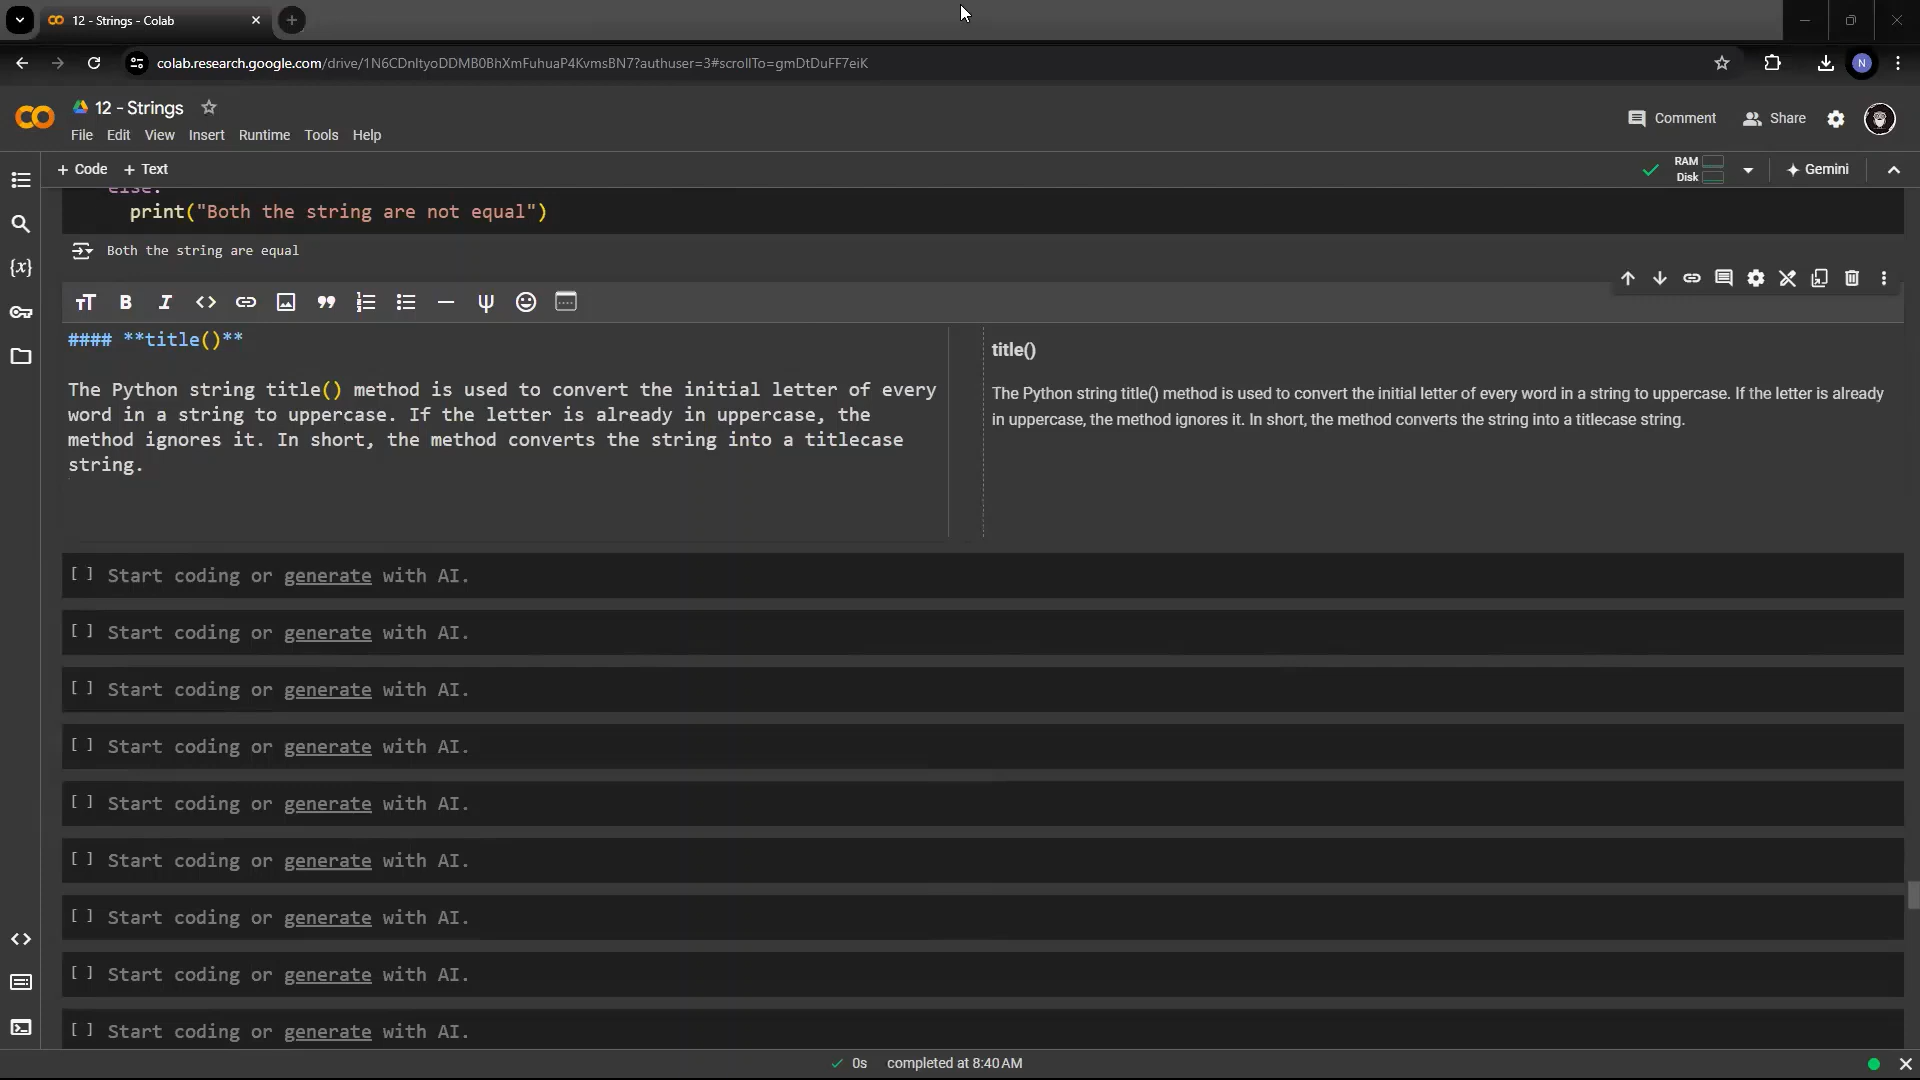 12 - Strings - Colab
colab.research.google.com/drive/1N6CDnltyoDDMB0BhXmFuhuaP4KvmsBN7?authuser=3#scrollTo=gmDtDuFF7eiK
N
12 - Strings
File Edit View Insert Runtime Tools Help
Comment Share
+ Code + Text
RAM
Disk
Gemini
else:
print("Both the string are not equal")
Both the string are equal
#### **title()**
The Python string title() method is used to convert the initial letter of every
word in a string to uppercase. If the letter is already in uppercase, the
method ignores it. In short, the method converts the string into a titlecase
string.
title()
The Python string title() method is used to convert the initial letter of every word in a string to uppercase. If the letter is already
in uppercase, the method ignores it. In short, the method converts the string into a titlecase string.
[ ] Start coding or generate with AI.
[ ] Start coding or generate with AI.
[ ] Start coding or generate with AI.
[ ] Start coding or generate with AI.
[ ] Start coding or generate with AI.
[ ] Start coding or generate with AI.
[ ] Start coding or generate with AI.
[ ] Start coding or generate with AI.
[ ] Start coding or generate with AI.
0s completed at 8:40 AM